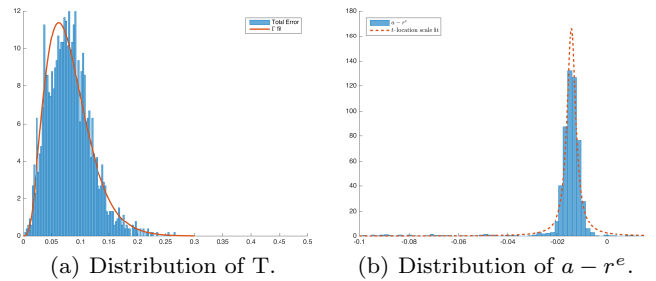 12
10
8
6
4
2
0
0 0.05 0.1 0.15 0.2 0.25 0.3 0.35 0.4 0.45 0.5
Total Error
Γ fit
(a) Distribution of T.
180
160
140
120
100
80
60
40
20
0
-0.1 -0.08 -0.06 -0.04 -0.02 0
a − r^e
t-location scale fit
(b) Distribution of a − r^e.